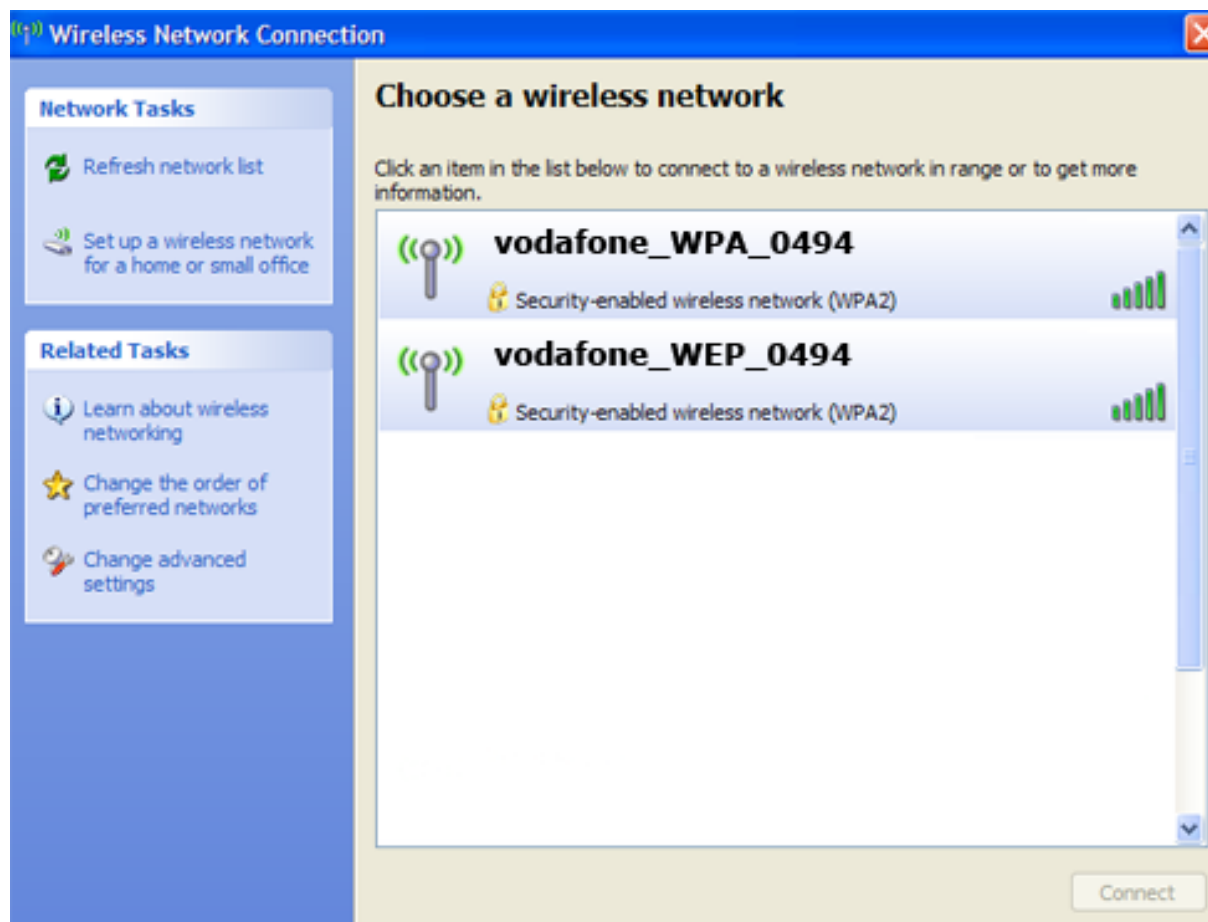 Wireless Network Connection
Network Tasks
Refresh network list
Set up a wireless network
for a home or small office
Related Tasks
Learn about wireless
networking
Change the order of
preferred networks
Change advanced
settings
Choose a wireless network
Click an item in the list below to connect to a wireless network in range or to get more
information.
vodafone_WPA_0494
Security-enabled wireless network (WPA2)
vodafone_WEP_0494
Security-enabled wireless network (WPA2)
Connect